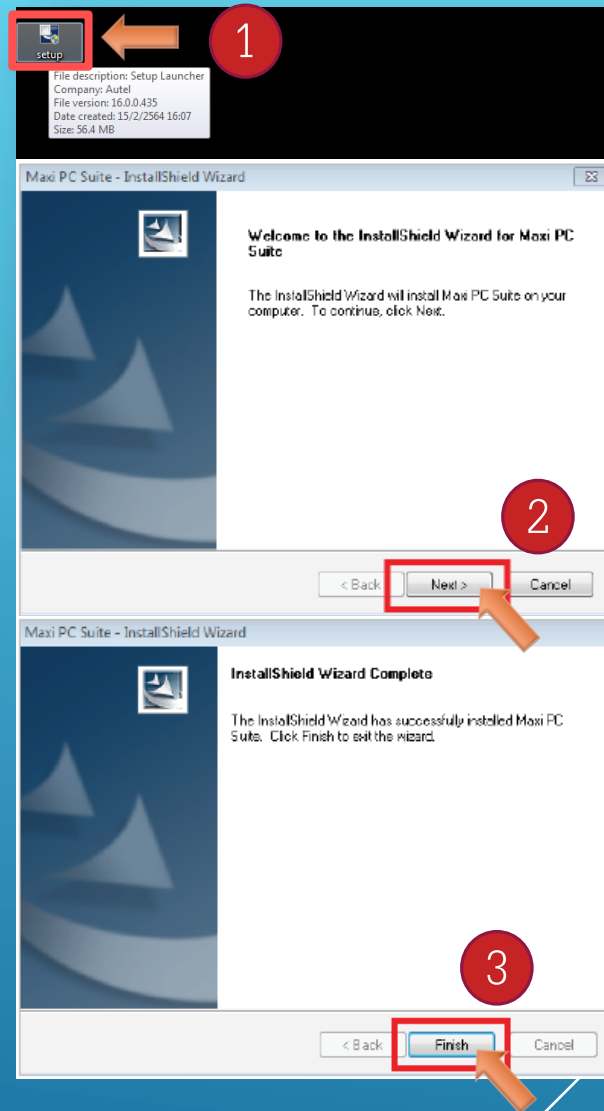 setup
1
File description: Setup Launcher
Company: Autel
File version: 16.0.0.435
Date created: 15/2/2564 16:07
Size: 56.4 MB
Maxi PC Suite - InstallShield Wizard
Welcome to the InstallShield Wizard for Maxi PC
Suite
The InstallShield Wizard will install Maxi PC Suite on your
computer. To continue, click Next.
2
< Back
Next >
Cancel
Maxi PC Suite - InstallShield Wizard
InstallShield Wizard Complete
The InstallShield Wizard has successfully installed Maxi PC
Suite. Click Finish to exit the wizard.
3
< Back
Finish
Cancel